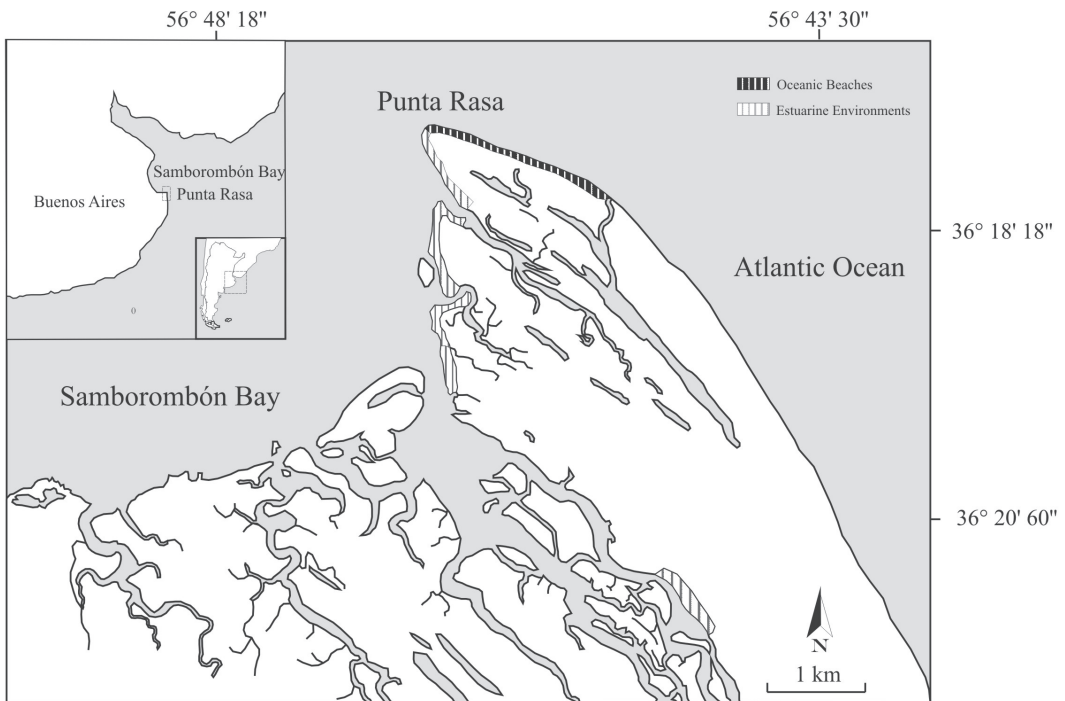 56° 48' 18"
56° 43' 30"
Punta Rasa
Oceanic Beaches
Estuarine Environments
Samborombón Bay
Punta Rasa
Buenos Aires
36° 18' 18"
Atlantic Ocean
Samborombón Bay
36° 20' 60"
N
1 km